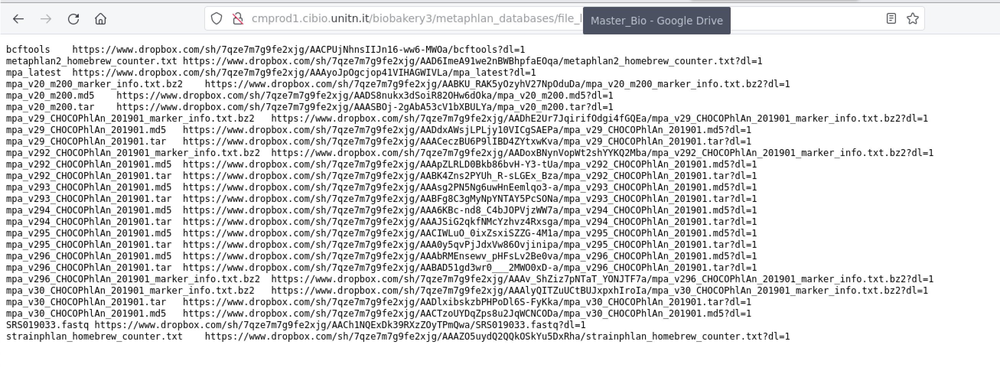 cmprod1.cibio.unitn.it/biobakery3/metaphlan_databases/file_l
Master_Bio - Google Drive
bcftools https://www.dropbox.com/sh/7qze7m7g9fe2xjg/AACPUjNhnsIIJn16-ww6-MWOa/bcftools?dl=1
metaphlan2_homebrew_counter.txt https://www.dropbox.com/sh/7qze7m7g9fe2xjg/AAD6ImeA91we2nBWBhpfaEOqa/metaphlan2_homebrew_counter.txt?dl=1
mpa_latest https://www.dropbox.com/sh/7qze7m7g9fe2xjg/AAAyoJpOgcjop41VIHAGWIVLa/mpa_latest?dl=1
mpa_v20_m200_marker_info.txt.bz2 https://www.dropbox.com/sh/7qze7m7g9fe2xjg/AABKU_RAK5yOzyhV27NpOduDa/mpa_v20_m200_marker_info.txt.bz2?dl=1
mpa_v20_m200.md5 https://www.dropbox.com/sh/7qze7m7g9fe2xjg/AADS8nukx3dSoiR82OHw6dOka/mpa_v20_m200.md5?dl=1
mpa_v20_m200.tar https://www.dropbox.com/sh/7qze7m7g9fe2xjg/AAASBOj-2gAbA53cV1bXBULYa/mpa_v20_m200.tar?dl=1
mpa_v29_CHOCOPhlAn_201901_marker_info.txt.bz2 https://www.dropbox.com/sh/7qze7m7g9fe2xjg/AADhE2Ur7JqirifOdgi4fGQEa/mpa_v29_CHOCOPhlAn_201901_marker_info.txt.bz2?dl=1
mpa_v29_CHOCOPhlAn_201901.md5 https://www.dropbox.com/sh/7qze7m7g9fe2xjg/AADdxAWsjLPLjy10VICgSAEPa/mpa_v29_CHOCOPhlAn_201901.md5?dl=1
mpa_v29_CHOCOPhlAn_201901.tar https://www.dropbox.com/sh/7qze7m7g9fe2xjg/AAACeczBU6P9lIBD4ZYtxwKva/mpa_v29_CHOCOPhlAn_201901.tar?dl=1
mpa_v292_CHOCOPhlAn_201901_marker_info.txt.bz2 https://www.dropbox.com/sh/7qze7m7g9fe2xjg/AADoxBNynVopWt2shYYKQ2Mba/mpa_v292_CHOCOPhlAn_201901_marker_info.txt.bz2?dl=1
mpa_v292_CHOCOPhlAn_201901.md5 https://www.dropbox.com/sh/7qze7m7g9fe2xjg/AAApZLRLD0Bkb86bvH-Y3-tUa/mpa_v292_CHOCOPhlAn_201901.md5?dl=1
mpa_v292_CHOCOPhlAn_201901.tar https://www.dropbox.com/sh/7qze7m7g9fe2xjg/AABK4Zns2PYUh_R-sLGEx_Bza/mpa_v292_CHOCOPhlAn_201901.tar?dl=1
mpa_v293_CHOCOPhlAn_201901.md5 https://www.dropbox.com/sh/7qze7m7g9fe2xjg/AAAsg2PN5Ng6uwHnEemlqo3-a/mpa_v293_CHOCOPhlAn_201901.md5?dl=1
mpa_v293_CHOCOPhlAn_201901.tar https://www.dropbox.com/sh/7qze7m7g9fe2xjg/AABFg8C3gMyNpYNTAY5PcSONa/mpa_v293_CHOCOPhlAn_201901.tar?dl=1
mpa_v294_CHOCOPhlAn_201901.md5 https://www.dropbox.com/sh/7qze7m7g9fe2xjg/AAA6KBc-nd8_C4bJOPVjzWW7a/mpa_v294_CHOCOPhlAn_201901.md5?dl=1
mpa_v294_CHOCOPhlAn_201901.tar https://www.dropbox.com/sh/7qze7m7g9fe2xjg/AAAJSiG2qkfNMcYzhvz4Rxsga/mpa_v294_CHOCOPhlAn_201901.tar?dl=1
mpa_v295_CHOCOPhlAn_201901.md5 https://www.dropbox.com/sh/7qze7m7g9fe2xjg/AACIWLuO_0ixZsxiSZZG-4M1a/mpa_v295_CHOCOPhlAn_201901.md5?dl=1
mpa_v295_CHOCOPhlAn_201901.tar https://www.dropbox.com/sh/7qze7m7g9fe2xjg/AAA0y5qvPjJdxVw86Ovjinipa/mpa_v295_CHOCOPhlAn_201901.tar?dl=1
mpa_v296_CHOCOPhlAn_201901.md5 https://www.dropbox.com/sh/7qze7m7g9fe2xjg/AAAbRMEnsewv_pHFsLv2Be0va/mpa_v296_CHOCOPhlAn_201901.md5?dl=1
mpa_v296_CHOCOPhlAn_201901.tar https://www.dropbox.com/sh/7qze7m7g9fe2xjg/AABAD51gd3wr0___2MWO0xD-a/mpa_v296_CHOCOPhlAn_201901.tar?dl=1
mpa_v296_CHOCOPhlAn_201901_marker_info.txt.bz2 https://www.dropbox.com/sh/7qze7m7g9fe2xjg/AAAv_ShZiz7pNTaT_YONJTF7a/mpa_v296_CHOCOPhlAn_201901_marker_info.txt.bz2?dl=1
mpa_v30_CHOCOPhlAn_201901_marker_info.txt.bz2 https://www.dropbox.com/sh/7qze7m7g9fe2xjg/AAAlyQITZuUCtBUJxpxhIroIa/mpa_v30_CHOCOPhlAn_201901_marker_info.txt.bz2?dl=1
mpa_v30_CHOCOPhlAn_201901.tar https://www.dropbox.com/sh/7qze7m7g9fe2xjg/AADlxibskzbPHPoDl6S-FyKka/mpa_v30_CHOCOPhlAn_201901.tar?dl=1
mpa_v30_CHOCOPhlAn_201901.md5 https://www.dropbox.com/sh/7qze7m7g9fe2xjg/AACTzoUYDqZps8u2JqWCNCODa/mpa_v30_CHOCOPhlAn_201901.md5?dl=1
SRS019033.fastq https://www.dropbox.com/sh/7qze7m7g9fe2xjg/AACh1NQExDk39RXzZOyTPmQwa/SRS019033.fastq?dl=1
strainphlan_homebrew_counter.txt https://www.dropbox.com/sh/7qze7m7g9fe2xjg/AAAZO5uydQ2QQkOSkYu5DxRha/strainphlan_homebrew_counter.txt?dl=1